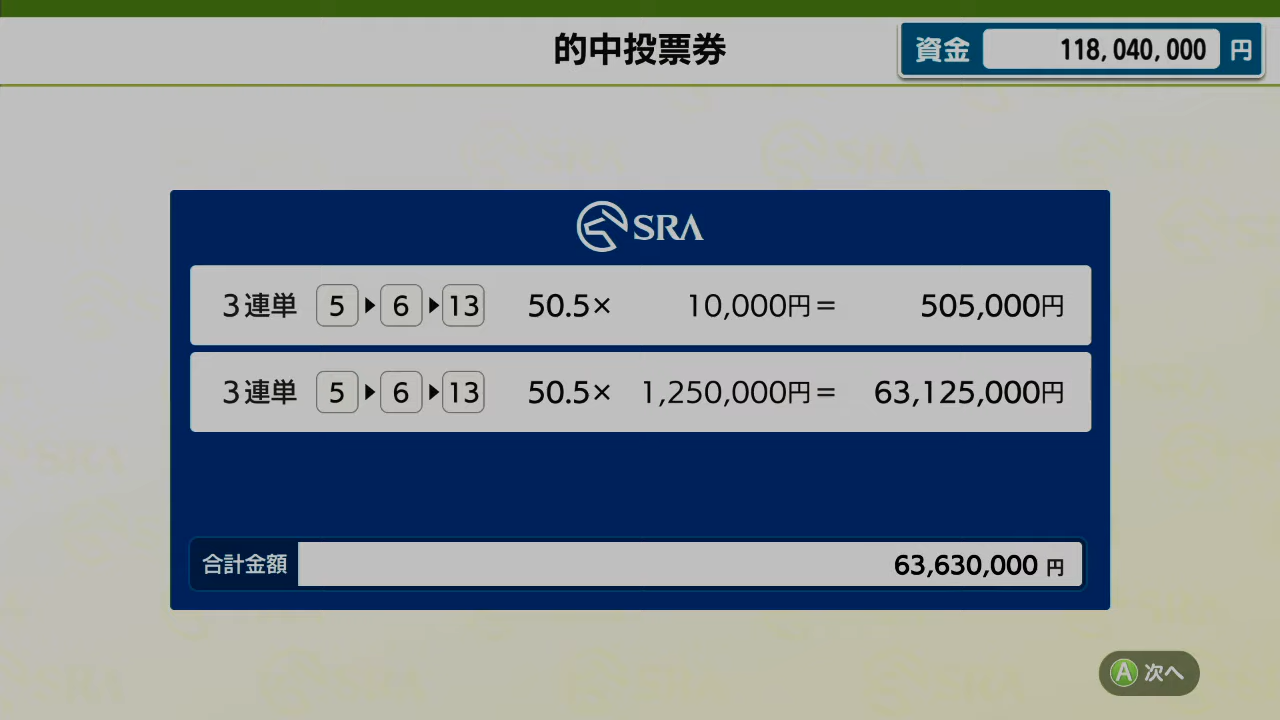 的中投票券
資金 118,040,000 円
SRA
3連単 5 ▶ 6 ▶ 13 50.5× 10,000円= 505,000円
3連単 5 ▶ 6 ▶ 13 50.5× 1,250,000円= 63,125,000円
合計金額 63,630,000 円
A 次へ